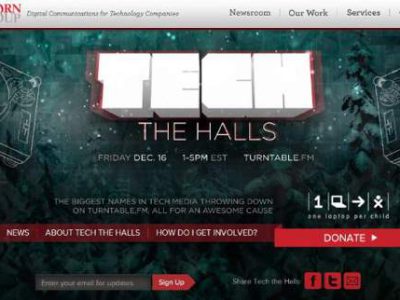 ORN
OUP
Digital Communications for Technology Companies
Newsroom
Our Work
Services
TECH
THE HALLS
FRIDAY DEC. 16 1-5PM EST TURNTABLE.FM
THE BIGGEST NAMES IN TECH MEDIA THROWING DOWN
ON TURNTABLE.FM, ALL FOR AN AWESOME CAUSE
one laptop per child
NEWS
ABOUT TECH THE HALLS
HOW DO I GET INVOLVED?
DONATE
Enter your email for updates.
Sign Up
Share Tech the Halls: